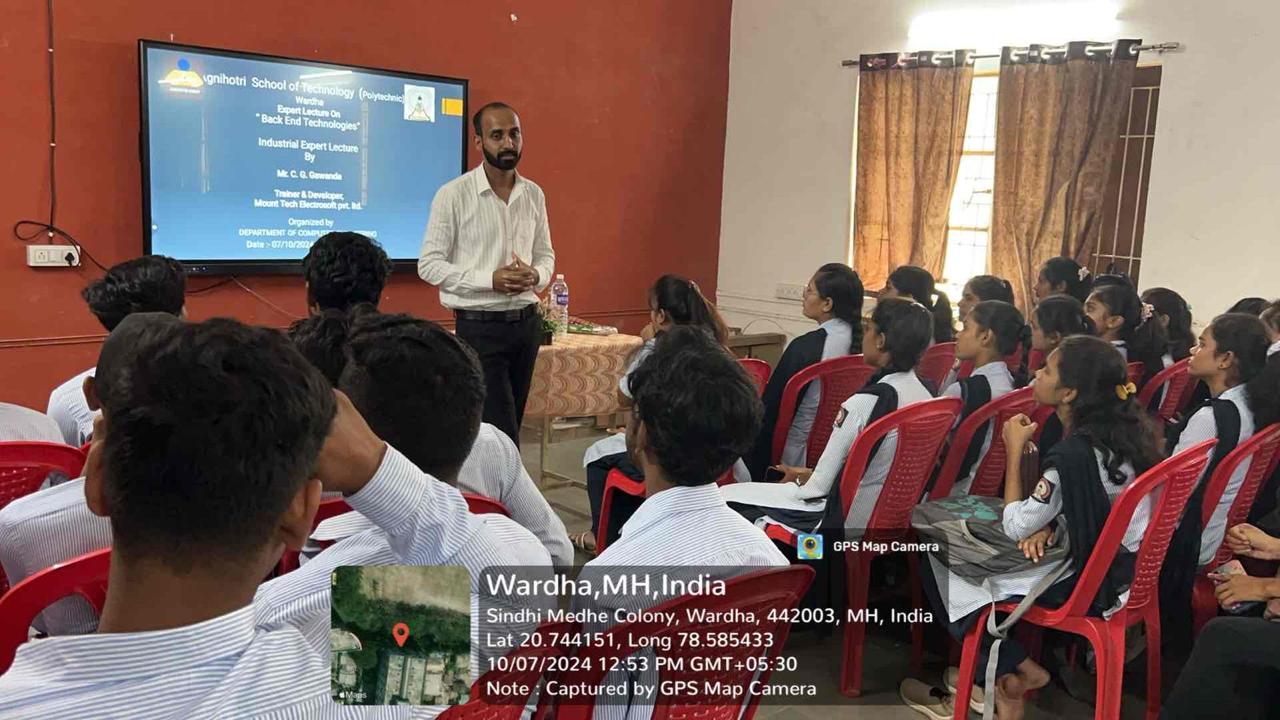 Agnihotri School of Technology (Polytechnic)
Wardha
Expert Lecture On
"Back End Technologies"
Industrial Expert Lecture
By
Mr. C. G. Gawande
Trainer & Developer,
Mount Tech Electrosoft pvt. ltd.
Organized by
DEPARTMENT OF
Date :- 07/10/2024
GPS Map Camera
Wardha,MH,India
Sindhi Medhe Colony, Wardha, 442003, MH, India
Lat 20.744151, Long 78.585433
10/07/2024 12:53 PM GMT+05:30
Note : Captured by GPS Map Camera
Maps